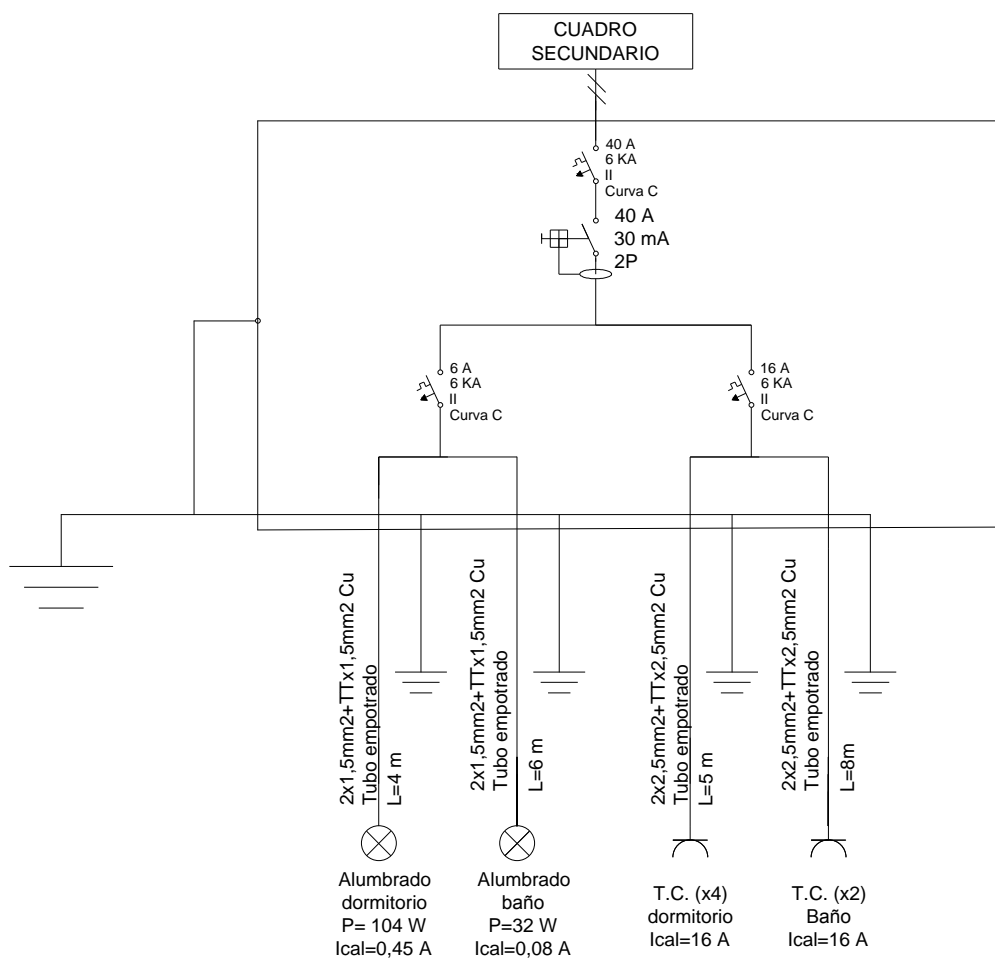 CUADRO
SECUNDARIO
40 A
6 KA
II
Curva C
40 A
30 mA
2P
6 A
6 KA
II
Curva C
16 A
6 KA
II
Curva C
2x1,5mm2+TTx1,5mm2 Cu
Tubo empotrado
L=4 m
2x1,5mm2+TTx1,5mm2 Cu
Tubo empotrado
L=6 m
2x2,5mm2+TTx2,5mm2 Cu
Tubo empotrado
L=5 m
2x2,5mm2+TTx2,5mm2 Cu
Tubo empotrado
L=8m
Alumbrado
dormitorio
P= 104 W
Ical=0,45 A
Alumbrado
baño
P=32 W
Ical=0,08 A
T.C. (x4)
dormitorio
Ical=16 A
T.C. (x2)
Baño
Ical=16 A